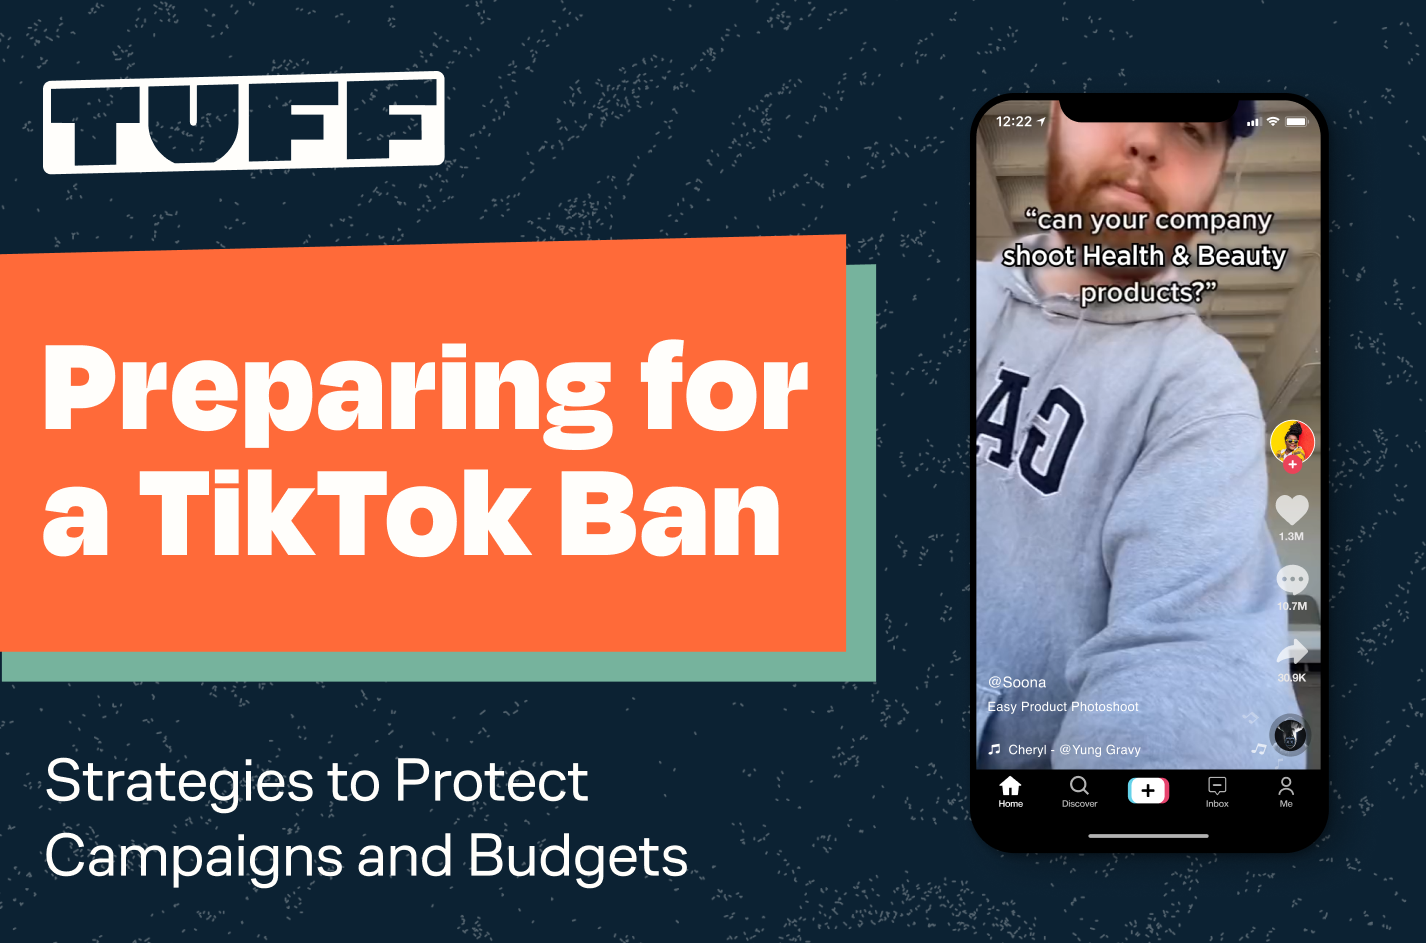 TUFF
Preparing for
a TikTok Ban
Strategies to Protect
Campaigns and Budgets
12:22
“can your company
shoot Health & Beauty
products?”
GA
1.3M
10.7M
30.9K
@Soona
Easy Product Photoshoot
Cheryl - @Yung Gravy
Home Discover Inbox Me